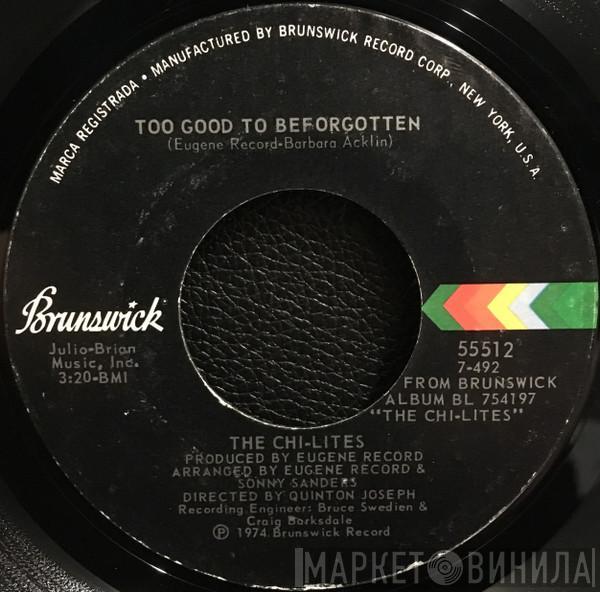 MARCA REGISTRADA • MANUFACTURED BY BRUNSWICK RECORD CORP., NEW YORK, U.S.A.
TOO GOOD TO BEFORGOTTEN
(Eugene Record-Barbara Acklin)
Brunswick
Julio-Brian
Music, Inc.
3:20-BMI
55512
7-492
FROM BRUNSWICK
ALBUM BL 754197
"THE CHI-LITES"
THE CHI-LITES
PRODUCED BY EUGENE RECORD
ARRANGED BY EUGENE RECORD &
SONNY SANDERS
DIRECTED BY QUINTON JOSEPH
Recording Engineers Bruce Swedien &
Craig Barksdale
Ⓟ 1974 Brunswick Record
МАРКЕТ ВИНИЛА